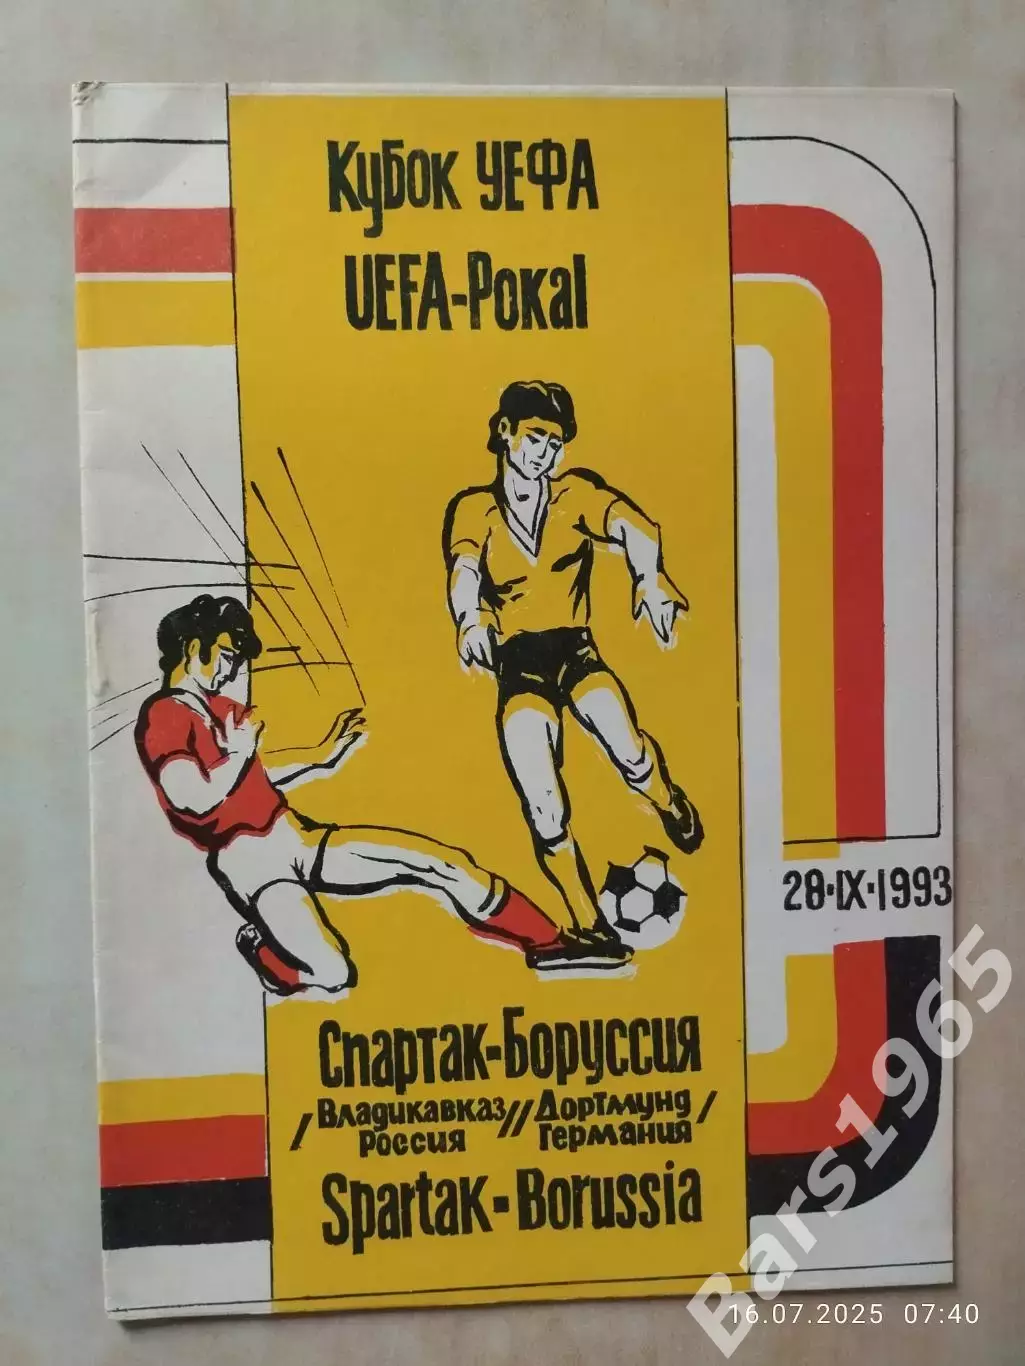 Кубок УЕФА
UEFA-Pokal
28·IX·1993
Спартак-Боруссия
/Владикавказ//Дортмунд/
Россия Германия
Spartak-Borussia
Bars1965
16.07.2025 07:40